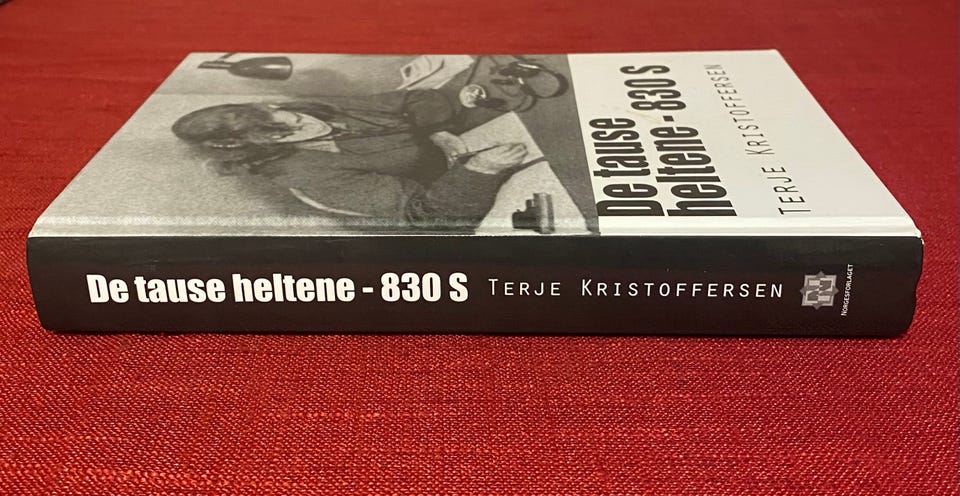 De tause
heltene - 830 S
TERJE KRISTOFFERSEN
De tause heltene - 830 S TERJE KRISTOFFERSEN NORGESFORLAGET